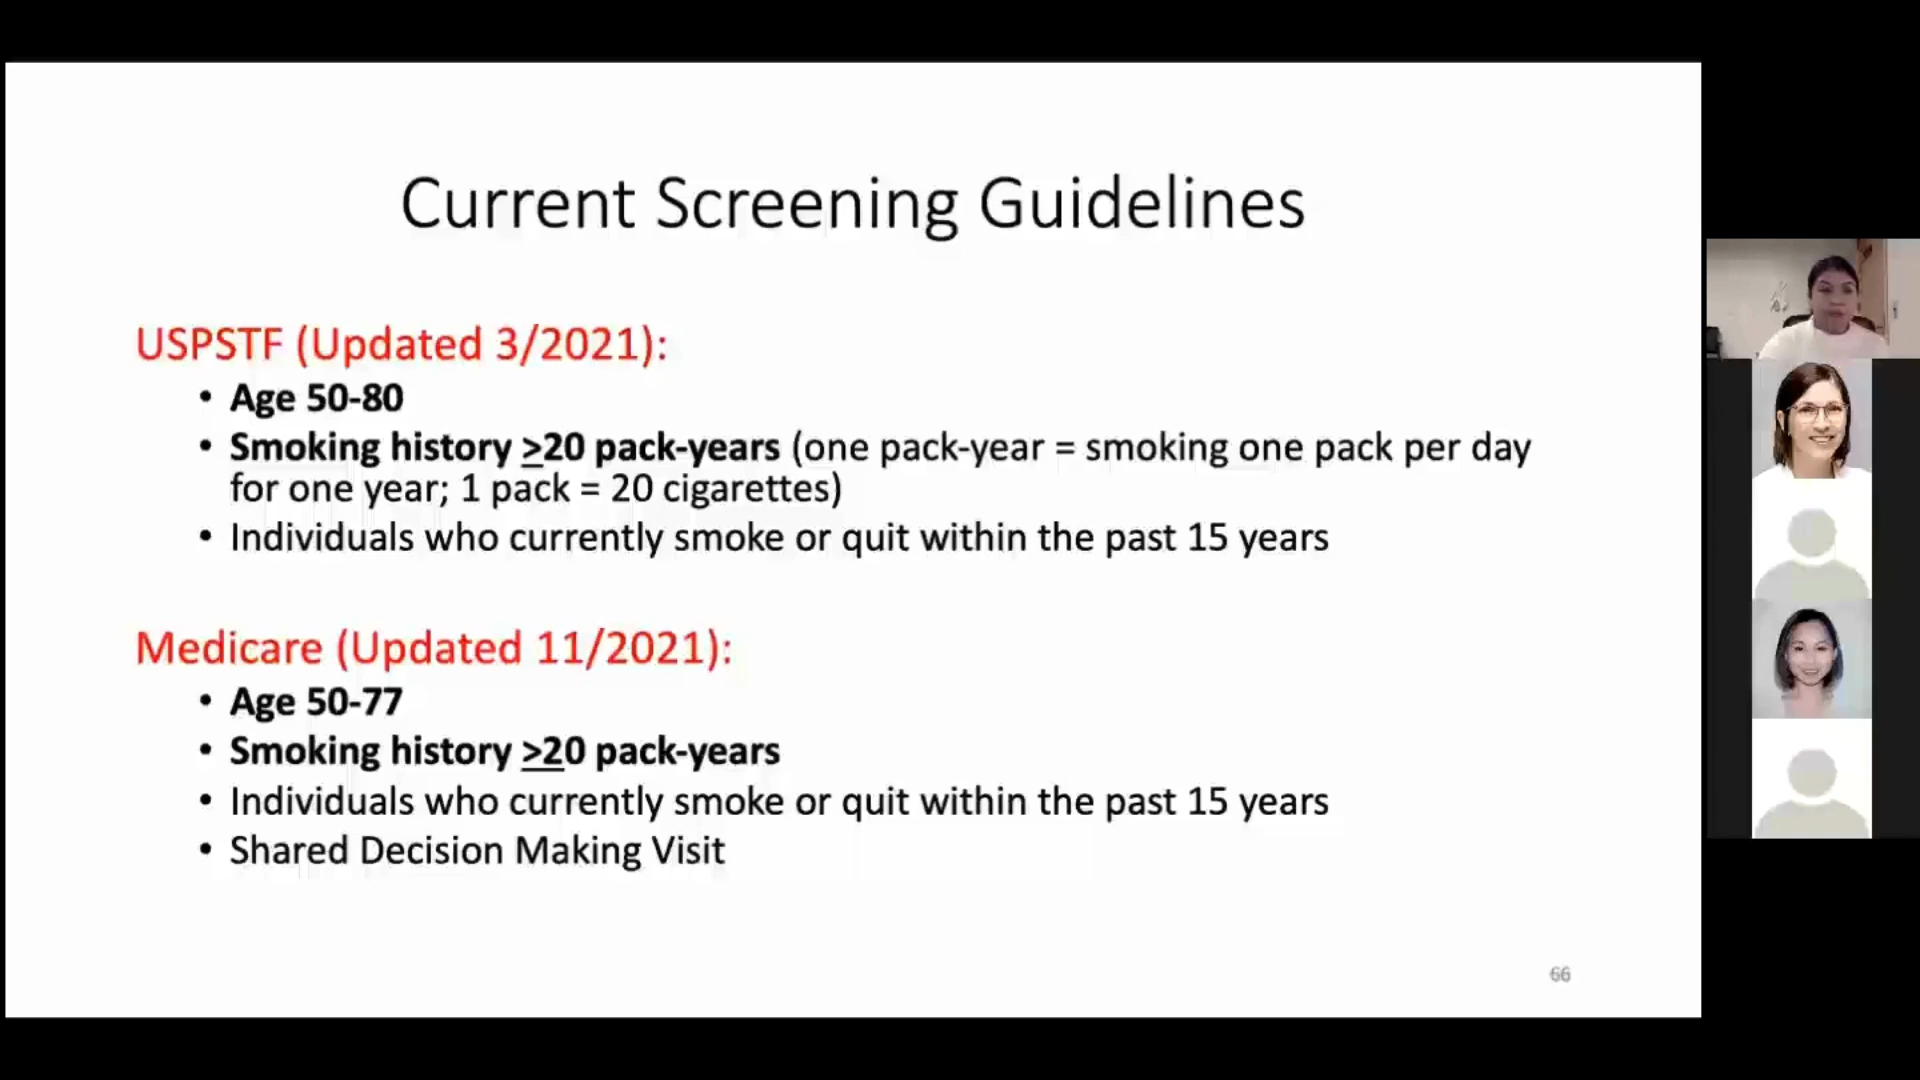 Current Screening Guidelines
USPSTF (Updated 3/2021):
• Age 50-80
• Smoking history ≥20 pack-years (one pack-year = smoking one pack per day
for one year; 1 pack = 20 cigarettes)
• Individuals who currently smoke or quit within the past 15 years
Medicare (Updated 11/2021):
• Age 50-77
• Smoking history ≥20 pack-years
• Individuals who currently smoke or quit within the past 15 years
• Shared Decision Making Visit
66